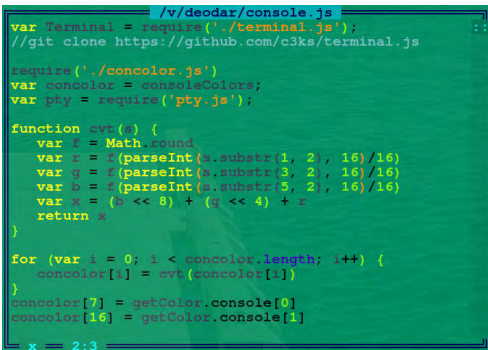 /v/deodar/console.js
var Terminal = require('./terminal.js');
//git clone https://github.com/c3ks/terminal.js
require('./concolor.js')
var concolor = consoleColors;
var pty = require('pty.js');
function cvt(s) {
var f = Math.round
var r = f(parseInt(s.substr(1, 2), 16)/16)
var g = f(parseInt(s.substr(3, 2), 16)/16)
var b = f(parseInt(s.substr(5, 2), 16)/16)
var x = (b << 8) + (g << 4) + r
return x
}
for (var i = 0; i < concolor.length; i++) {
concolor[i] = cvt(concolor[i])
}
concolor[7] = getColor.console[0]
concolor[16] = getColor.console[1]
x 2:3